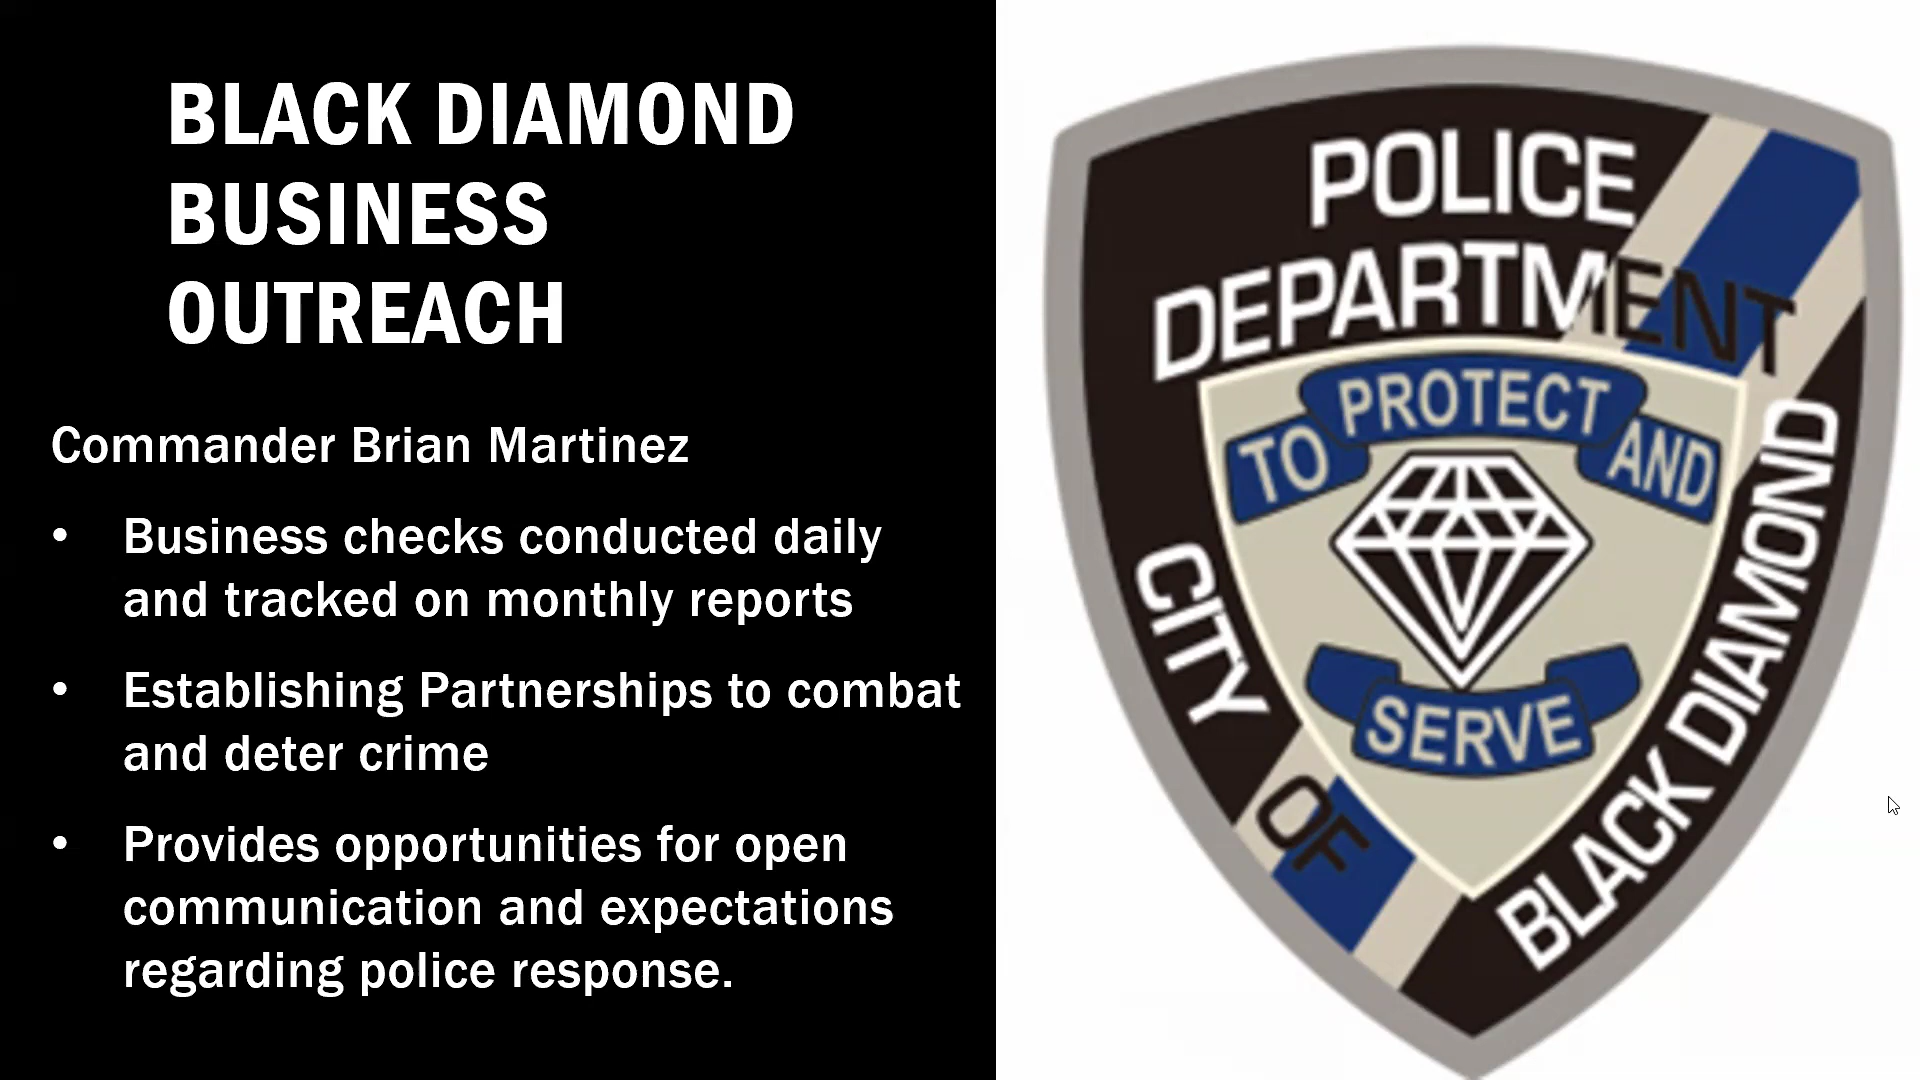 BLACK DIAMOND
BUSINESS
OUTREACH
Commander Brian Martinez
• Business checks conducted daily
and tracked on monthly reports
• Establishing Partnerships to combat
and deter crime
• Provides opportunities for open
communication and expectations
regarding police response.
POLICE
DEPARTMENT
TO PROTECT AND
SERVE
CITY OF BLACK DIAMOND